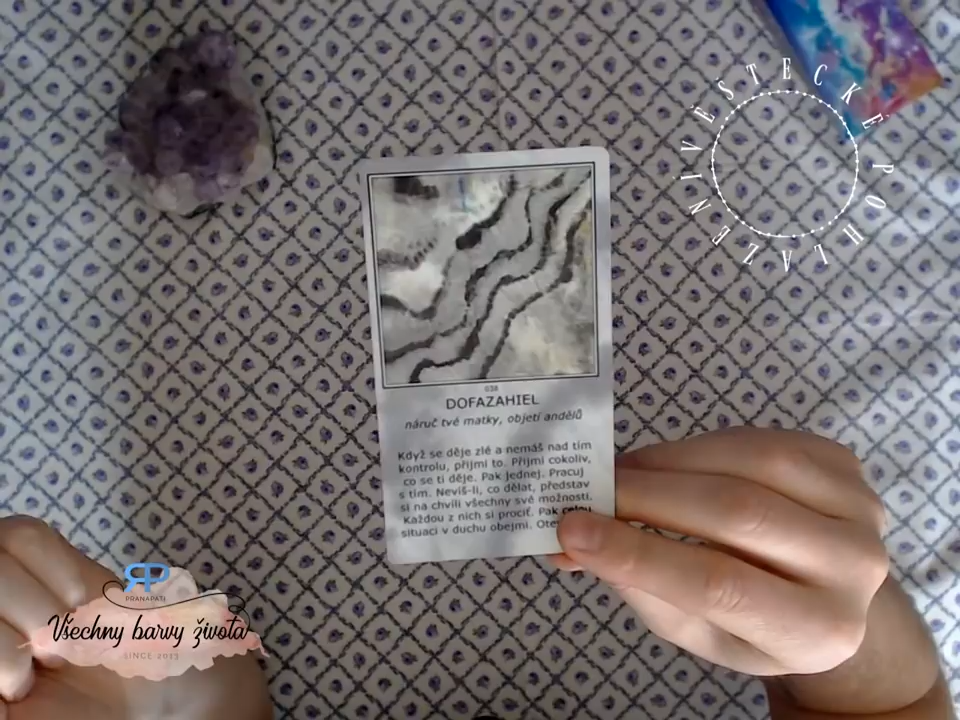 VĚŠTECKÉ POHLAZENÍ
038
DOFAZAHIEL
náruč tvé matky, objetí andělů
Když se děje zlé a nemáš nad tím
kontrolu, přijmi to. Přijmi cokoliv,
co se ti děje. Pak jednej. Pracuj
s tím. Nevíš-li, co dělat, představ
si na chvíli všechny své možnosti.
Každou z nich si prociť. Pak celou
situaci v duchu obejmi.
RP
PRANAPATI
Všechny barvy života
SINCE 2013